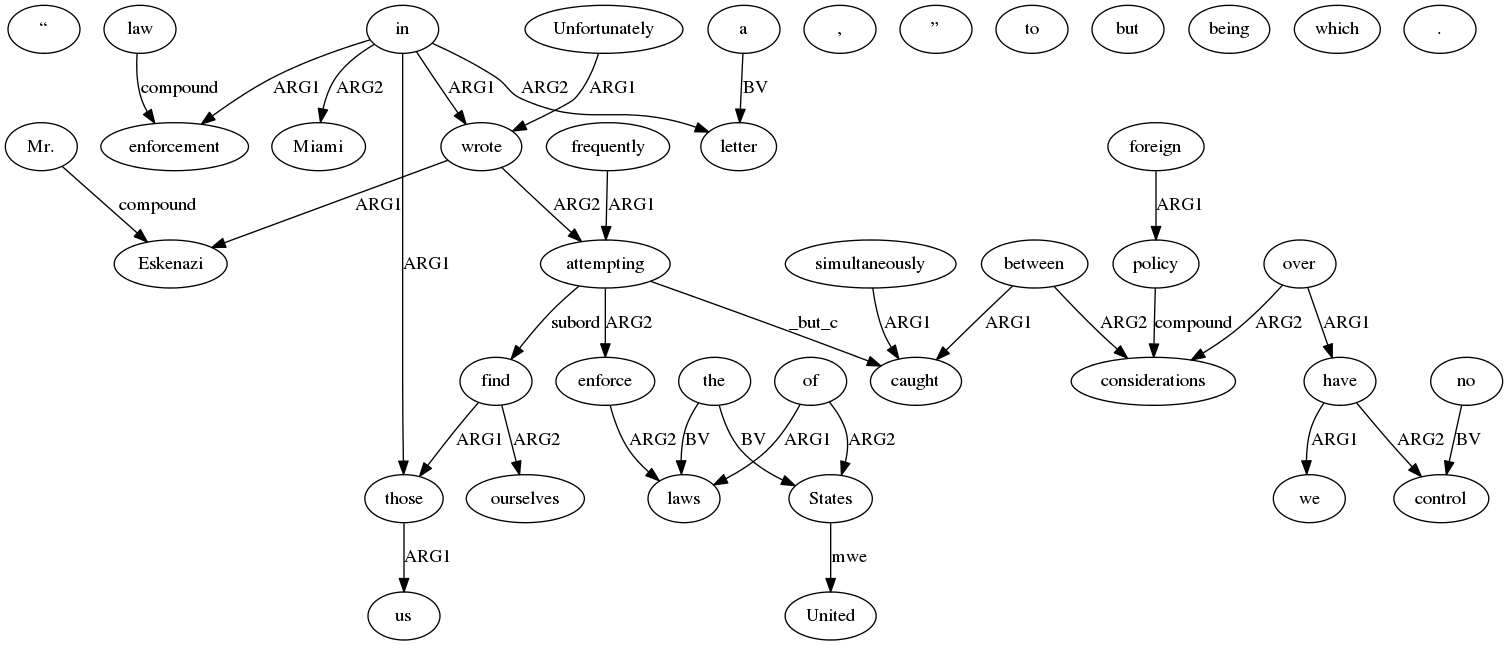 “ law in Unfortunately a , ” to but being which .
compound ARG1 ARG2 ARG1 ARG2 ARG1 BV
Mr. enforcement Miami wrote frequently letter foreign
compound ARG1 ARG2 ARG1 ARG1
Eskenazi ARG1 attempting simultaneously between policy over
subord ARG2 _but_c ARG1 ARG1 ARG2 compound ARG2 ARG1
find enforce the of caught considerations have no
ARG1 ARG2 ARG2 BV BV ARG1 ARG2 ARG1 ARG2 BV
those ourselves laws States we control
ARG1 mwe
us United